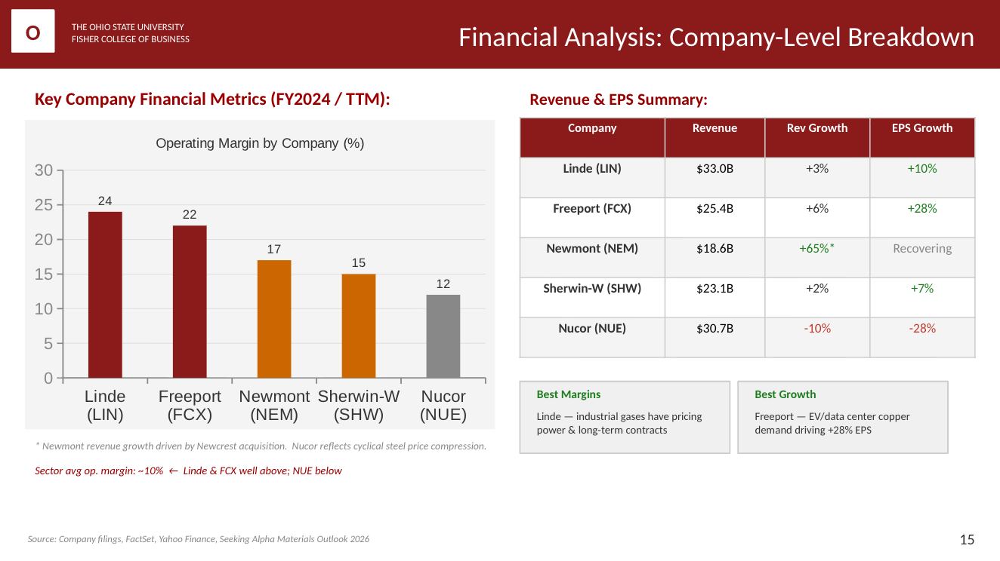 O
THE OHIO STATE UNIVERSITY
FISHER COLLEGE OF BUSINESS
Financial Analysis: Company-Level Breakdown
Key Company Financial Metrics (FY2024 / TTM):
Operating Margin by Company (%)
30
25
20
15
10
5
0
24
22
17
15
12
Linde (LIN)
Freeport (FCX)
Newmont (NEM)
Sherwin-W (SHW)
Nucor (NUE)
* Newmont revenue growth driven by Newcrest acquisition. Nucor reflects cyclical steel price compression.
Sector avg op. margin: ~10% ← Linde & FCX well above; NUE below
Revenue & EPS Summary:
Company Revenue Rev Growth EPS Growth
Linde (LIN) $33.0B +3% +10%
Freeport (FCX) $25.4B +6% +28%
Newmont (NEM) $18.6B +65%* Recovering
Sherwin-W (SHW) $23.1B +2% +7%
Nucor (NUE) $30.7B -10% -28%
Best Margins
Linde — industrial gases have pricing
power & long-term contracts
Best Growth
Freeport — EV/data center copper
demand driving +28% EPS
Source: Company filings, FactSet, Yahoo Finance, Seeking Alpha Materials Outlook 2026
15